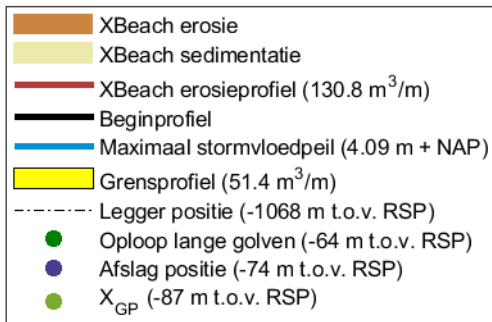 XBeach erosie
XBeach sedimentatie
XBeach erosieprofiel (130.8 m³/m)
Beginprofiel
Maximaal stormvloedpeil (4.09 m + NAP)
Grensprofiel (51.4 m³/m)
Legger positie (-1068 m t.o.v. RSP)
Oploop lange golven (-64 m t.o.v. RSP)
Afslag positie (-74 m t.o.v. RSP)
X_GP (-87 m t.o.v. RSP)